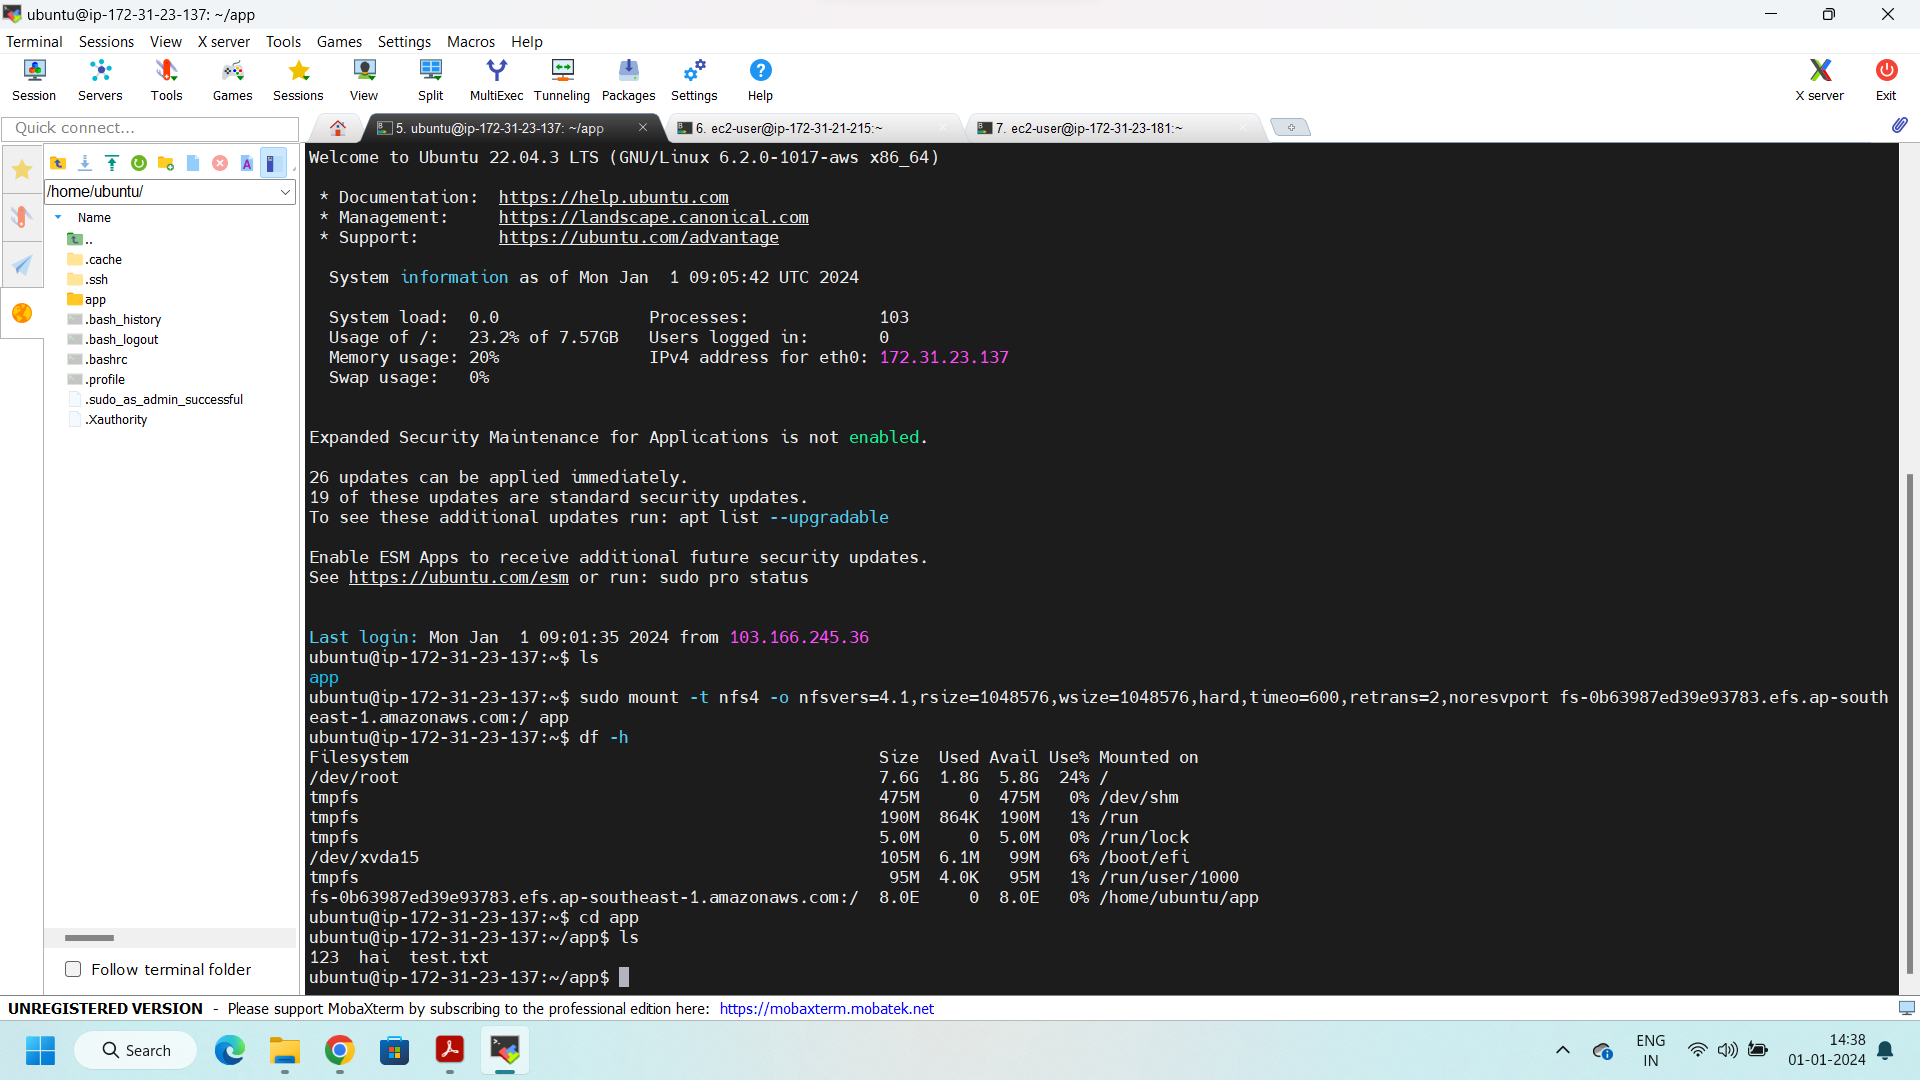 ubuntu@ip-172-31-23-137: ~/app
Terminal Sessions View X server Tools Games Settings Macros Help
Session Servers Tools Games Sessions View Split MultiExec Tunneling Packages Settings Help X server Exit
Quick connect...
5. ubuntu@ip-172-31-23-137: ~/app
6. ec2-user@ip-172-31-21-215:~
7. ec2-user@ip-172-31-23-181:~
/home/ubuntu/
Name
..
.cache
.ssh
app
.bash_history
.bash_logout
.bashrc
.profile
.sudo_as_admin_successful
.Xauthority
Follow terminal folder
Welcome to Ubuntu 22.04.3 LTS (GNU/Linux 6.2.0-1017-aws x86_64)
* Documentation: https://help.ubuntu.com
* Management: https://landscape.canonical.com
* Support: https://ubuntu.com/advantage
System information as of Mon Jan 1 09:05:42 UTC 2024
System load: 0.0 Processes: 103
Usage of /: 23.2% of 7.57GB Users logged in: 0
Memory usage: 20% IPv4 address for eth0: 172.31.23.137
Swap usage: 0%
Expanded Security Maintenance for Applications is not enabled.
26 updates can be applied immediately.
19 of these updates are standard security updates.
To see these additional updates run: apt list --upgradable
Enable ESM Apps to receive additional future security updates.
See https://ubuntu.com/esm or run: sudo pro status
Last login: Mon Jan 1 09:01:35 2024 from 103.166.245.36
ubuntu@ip-172-31-23-137:~$ ls
app
ubuntu@ip-172-31-23-137:~$ sudo mount -t nfs4 -o nfsvers=4.1,rsize=1048576,wsize=1048576,hard,timeo=600,retrans=2,noresvport fs-0b63987ed39e93783.efs.ap-south
east-1.amazonaws.com:/ app
ubuntu@ip-172-31-23-137:~$ df -h
Filesystem Size Used Avail Use% Mounted on
/dev/root 7.6G 1.8G 5.8G 24% /
tmpfs 475M 0 475M 0% /dev/shm
tmpfs 190M 864K 190M 1% /run
tmpfs 5.0M 0 5.0M 0% /run/lock
/dev/xvda15 105M 6.1M 99M 6% /boot/efi
tmpfs 95M 4.0K 95M 1% /run/user/1000
fs-0b63987ed39e93783.efs.ap-southeast-1.amazonaws.com:/ 8.0E 0 8.0E 0% /home/ubuntu/app
ubuntu@ip-172-31-23-137:~$ cd app
ubuntu@ip-172-31-23-137:~/app$ ls
123 hai test.txt
ubuntu@ip-172-31-23-137:~/app$
UNREGISTERED VERSION - Please support MobaXterm by subscribing to the professional edition here: https://mobaxterm.mobatek.net
Search
ENG
IN
14:38
01-01-2024